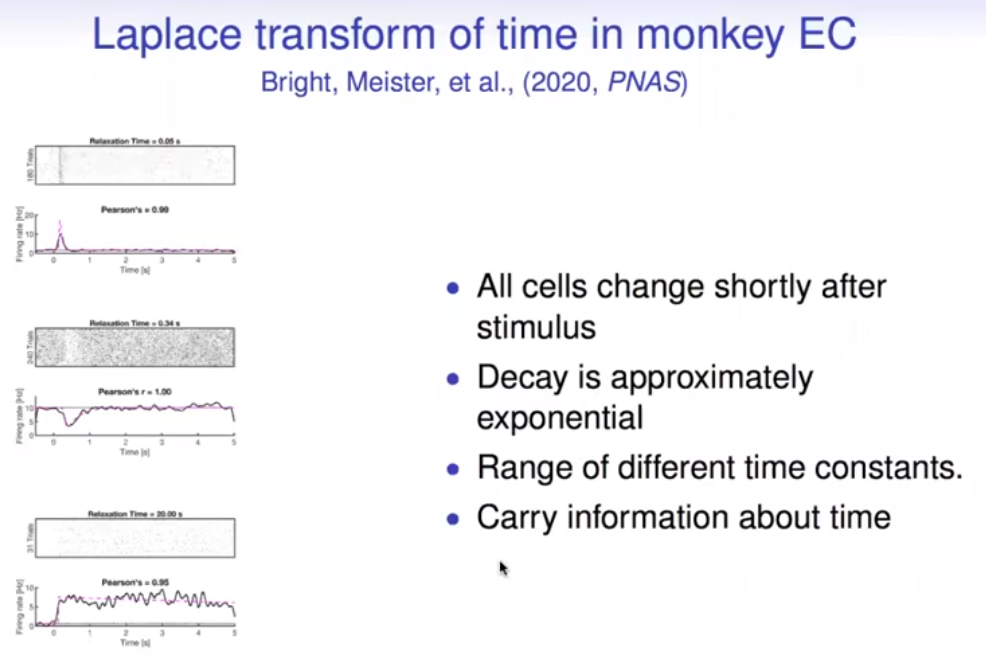 Laplace transform of time in monkey EC
Bright, Meister, et al., (2020, PNAS)
Relaxation Time = 0.05 s
180 Trials
Pearson's = 0.99
Firing rate [Hz]
20
10
0
0 1 2 3 4 5
Time [s]
Relaxation Time = 0.34 s
240 Trials
Pearson's r = 1.00
Firing rate [Hz]
10
5
0
0 1 2 3 4 5
Time [s]
Relaxation Time = 20.00 s
31 Trials
Pearson's = 0.95
Firing rate [Hz]
10
5
0
0 1 2 3 4 5
Time [s]
• All cells change shortly after
stimulus
• Decay is approximately
exponential
• Range of different time constants.
• Carry information about time